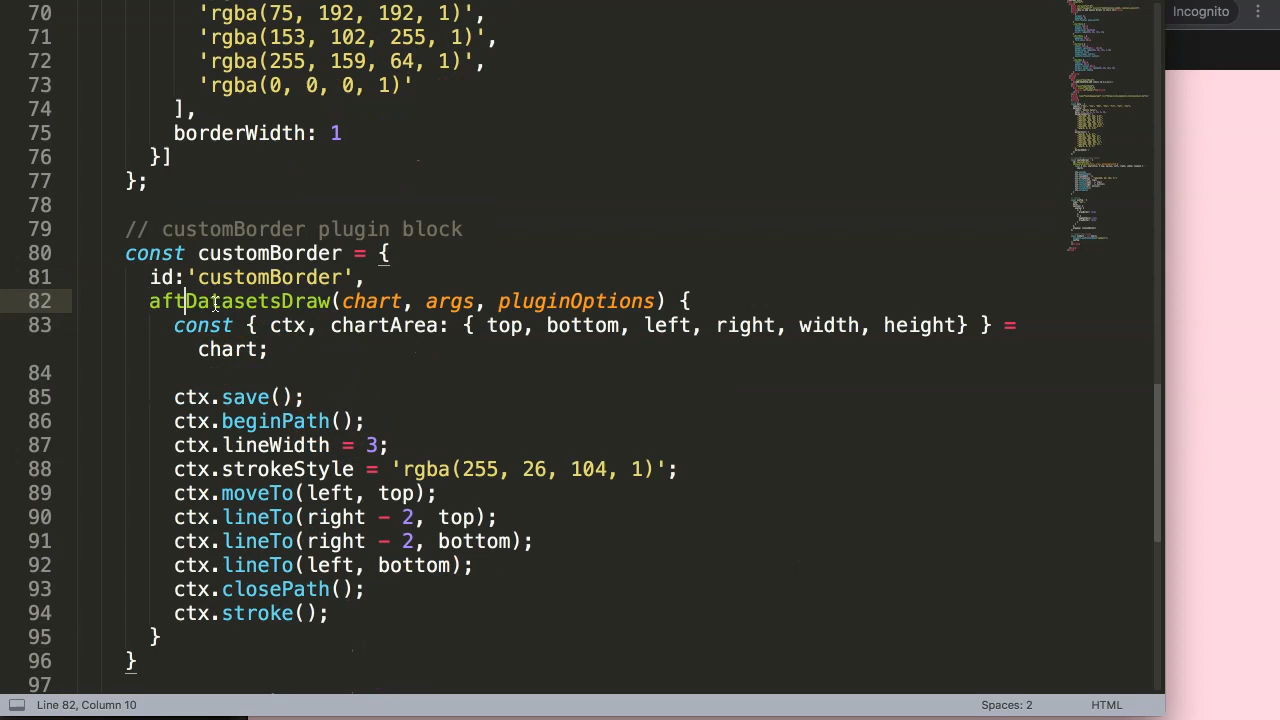 Incognito
70 'rgba(75, 192, 192, 1)',
71 'rgba(153, 102, 255, 1)',
72 'rgba(255, 159, 64, 1)',
73 'rgba(0, 0, 0, 1)'
74 ],
75 borderWidth: 1
76 }]
77 };
78
79 // customBorder plugin block
80 const customBorder = {
81 id:'customBorder',
82 aftDatasetsDraw(chart, args, pluginOptions) {
83 const { ctx, chartArea: { top, bottom, left, right, width, height} } =
chart;
84
85 ctx.save();
86 ctx.beginPath();
87 ctx.lineWidth = 3;
88 ctx.strokeStyle = 'rgba(255, 26, 104, 1)';
89 ctx.moveTo(left, top);
90 ctx.lineTo(right - 2, top);
91 ctx.lineTo(right - 2, bottom);
92 ctx.lineTo(left, bottom);
93 ctx.closePath();
94 ctx.stroke();
95 }
96 }
97
Line 82, Column 10 Spaces: 2 HTML